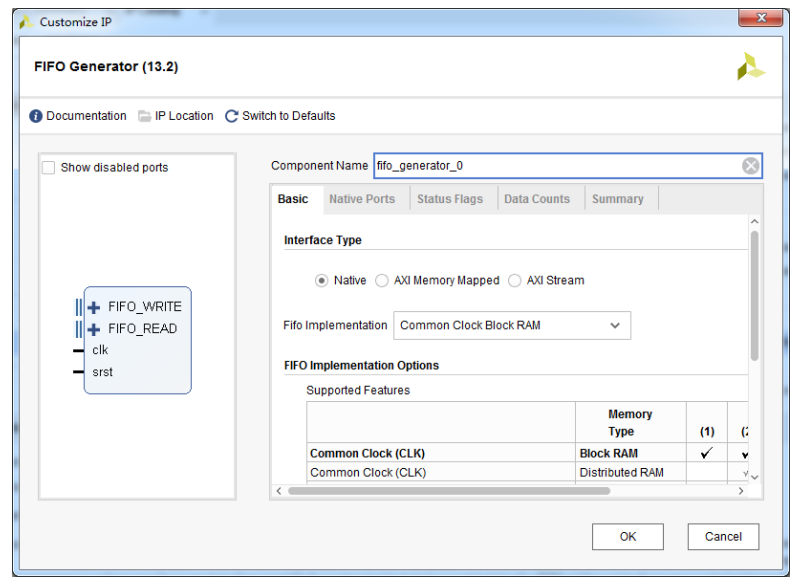 Customize IP
FIFO Generator (13.2)
Documentation IP Location Switch to Defaults
Show disabled ports
FIFO_WRITE
FIFO_READ
clk
srst
Component Name fifo_generator_0
Basic Native Ports Status Flags Data Counts Summary
Interface Type
Native AXI Memory Mapped AXI Stream
Fifo Implementation Common Clock Block RAM
FIFO Implementation Options
Supported Features
Memory
Type (1) (2
Common Clock (CLK) Block RAM
Common Clock (CLK) Distributed RAM
OK Cancel